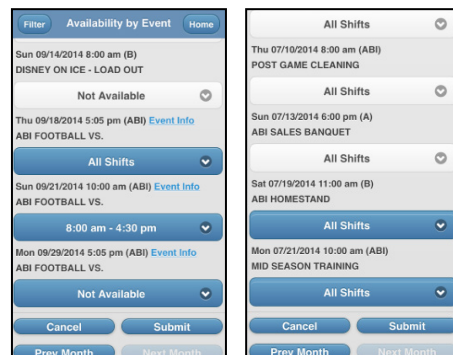 Filter Availability by Event Home
Sun 09/14/2014 8:00 am (B)
DISNEY ON ICE - LOAD OUT
Not Available
Thu 09/18/2014 5:05 pm (ABI) Event Info
ABI FOOTBALL VS.
All Shifts
Sun 09/21/2014 10:00 am (ABI) Event Info
ABI FOOTBALL VS.
8:00 am - 4:30 pm
Mon 09/29/2014 5:05 pm (ABI) Event Info
ABI FOOTBALL VS.
Not Available
Cancel Submit
Prev Month Next Month
All Shifts
Thu 07/10/2014 8:00 am (ABI)
POST GAME CLEANING
All Shifts
Sun 07/13/2014 6:00 pm (A)
ABI SALES BANQUET
All Shifts
Sat 07/19/2014 11:00 am (B)
ABI HOMESTAND
All Shifts
Mon 07/21/2014 10:00 am (ABI)
MID SEASON TRAINING
All Shifts
Cancel Submit
Prev Month Next Month